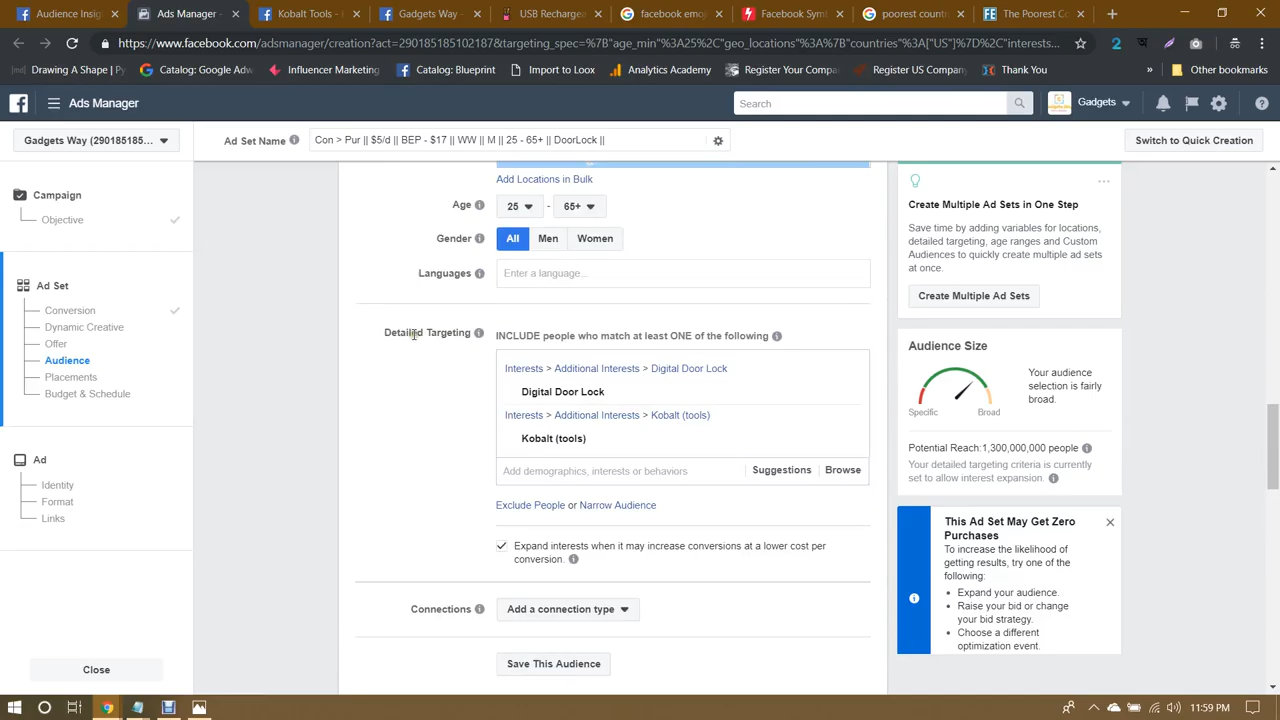 Audience Insig
Ads Manager -
Kobalt Tools -
Gadgets Way -
USB Rechargea
facebook emoj
Facebook Sym
poorest count
The Poorest Co
https://www.facebook.com/adsmanager/creation?act=290185185102187&targeting_spec=%7B"age_min"%3A25%2C"geo_locations"%3A%7B"countries"%3A["US"]%7D%2C"interests...
Drawing A Shape | Py
Catalog: Google Adw
Influencer Marketing
Catalog: Blueprint
Import to Loox
Analytics Academy
Register Your Compa
Register US Company
Thank You
»
Other bookmarks
Ads Manager
Search
Gadgets
Gadgets Way (290185185...
Ad Set Name
Con > Pur || $5/d || BEP - $17 || WW || M || 25 - 65+ || DoorLock ||
Switch to Quick Creation
Campaign
Objective
Ad Set
Conversion
Dynamic Creative
Offer
Audience
Placements
Budget & Schedule
Ad
Identity
Format
Links
Close
Add Locations in Bulk
Age
25 - 65+
Gender
All Men Women
Languages
Enter a language...
Detailed Targeting
INCLUDE people who match at least ONE of the following
Interests > Additional Interests > Digital Door Lock
Digital Door Lock
Interests > Additional Interests > Kobalt (tools)
Kobalt (tools)
Add demographics, interests or behaviors
Suggestions
Browse
Exclude People or Narrow Audience
Expand interests when it may increase conversions at a lower cost per
conversion.
Connections
Add a connection type
Save This Audience
Create Multiple Ad Sets in One Step
Save time by adding variables for locations,
detailed targeting, age ranges and Custom
Audiences to quickly create multiple ad sets
at once.
Create Multiple Ad Sets
Audience Size
Your audience
selection is fairly
broad.
Specific
Broad
Potential Reach:1,300,000,000 people
Your detailed targeting criteria is currently
set to allow interest expansion.
This Ad Set May Get Zero
Purchases
To increase the likelihood of
getting results, try one of the
following:
Expand your audience.
Raise your bid or change
your bid strategy.
Choose a different
optimization event.
11:59 PM